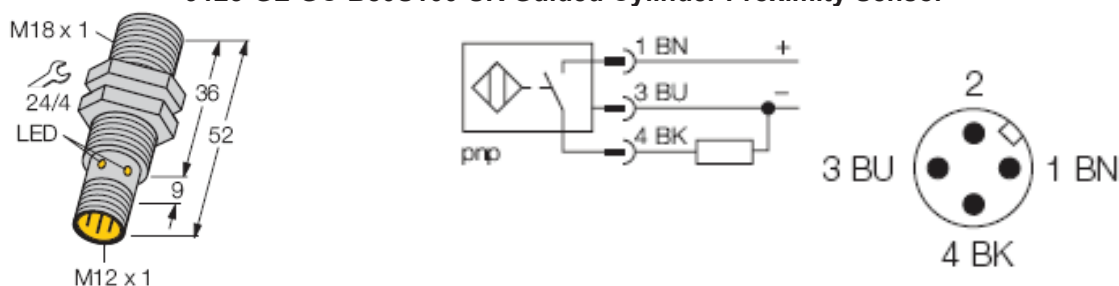 M18 x 1
24/4
LED
36
52
9
M12 x 1
1 BN
+
3 BU
–
4 BK
pnp
2
3 BU
1 BN
4 BK